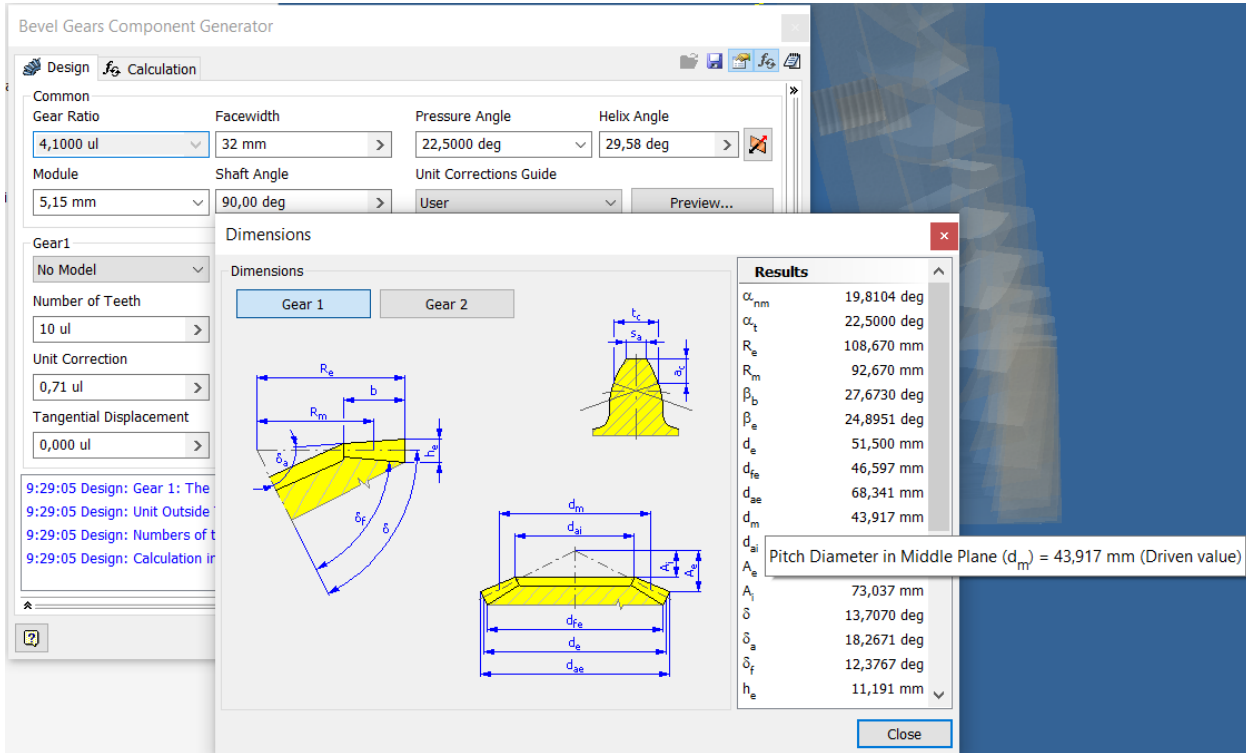 Bevel Gears Component Generator
Design
Calculation
Common
Gear Ratio Facewidth Pressure Angle Helix Angle
4,1000 ul 32 mm 22,5000 deg 29,58 deg
Module Shaft Angle Unit Corrections Guide
5,15 mm 90,00 deg User Preview...
Gear1
No Model
Number of Teeth
10 ul
Unit Correction
0,71 ul
Tangential Displacement
0,000 ul
9:29:05 Design: Gear 1: The
9:29:05 Design: Unit Outside
9:29:05 Design: Numbers of t
9:29:05 Design: Calculation in
Dimensions
Dimensions
Gear 1 Gear 2
Re
b
Rm
he
δa
δf
δ
tc
sa
ac
dm
dai
Ai
Ae
dfe
de
dae
Results
αnm 19,8104 deg
αt 22,5000 deg
Re 108,670 mm
Rm 92,670 mm
βb 27,6730 deg
βe 24,8951 deg
de 51,500 mm
dfe 46,597 mm
dae 68,341 mm
dm 43,917 mm
dai
Pitch Diameter in Middle Plane (dm) = 43,917 mm (Driven value)
Ae
Ai 73,037 mm
δ 13,7070 deg
δa 18,2671 deg
δf 12,3767 deg
he 11,191 mm
Close